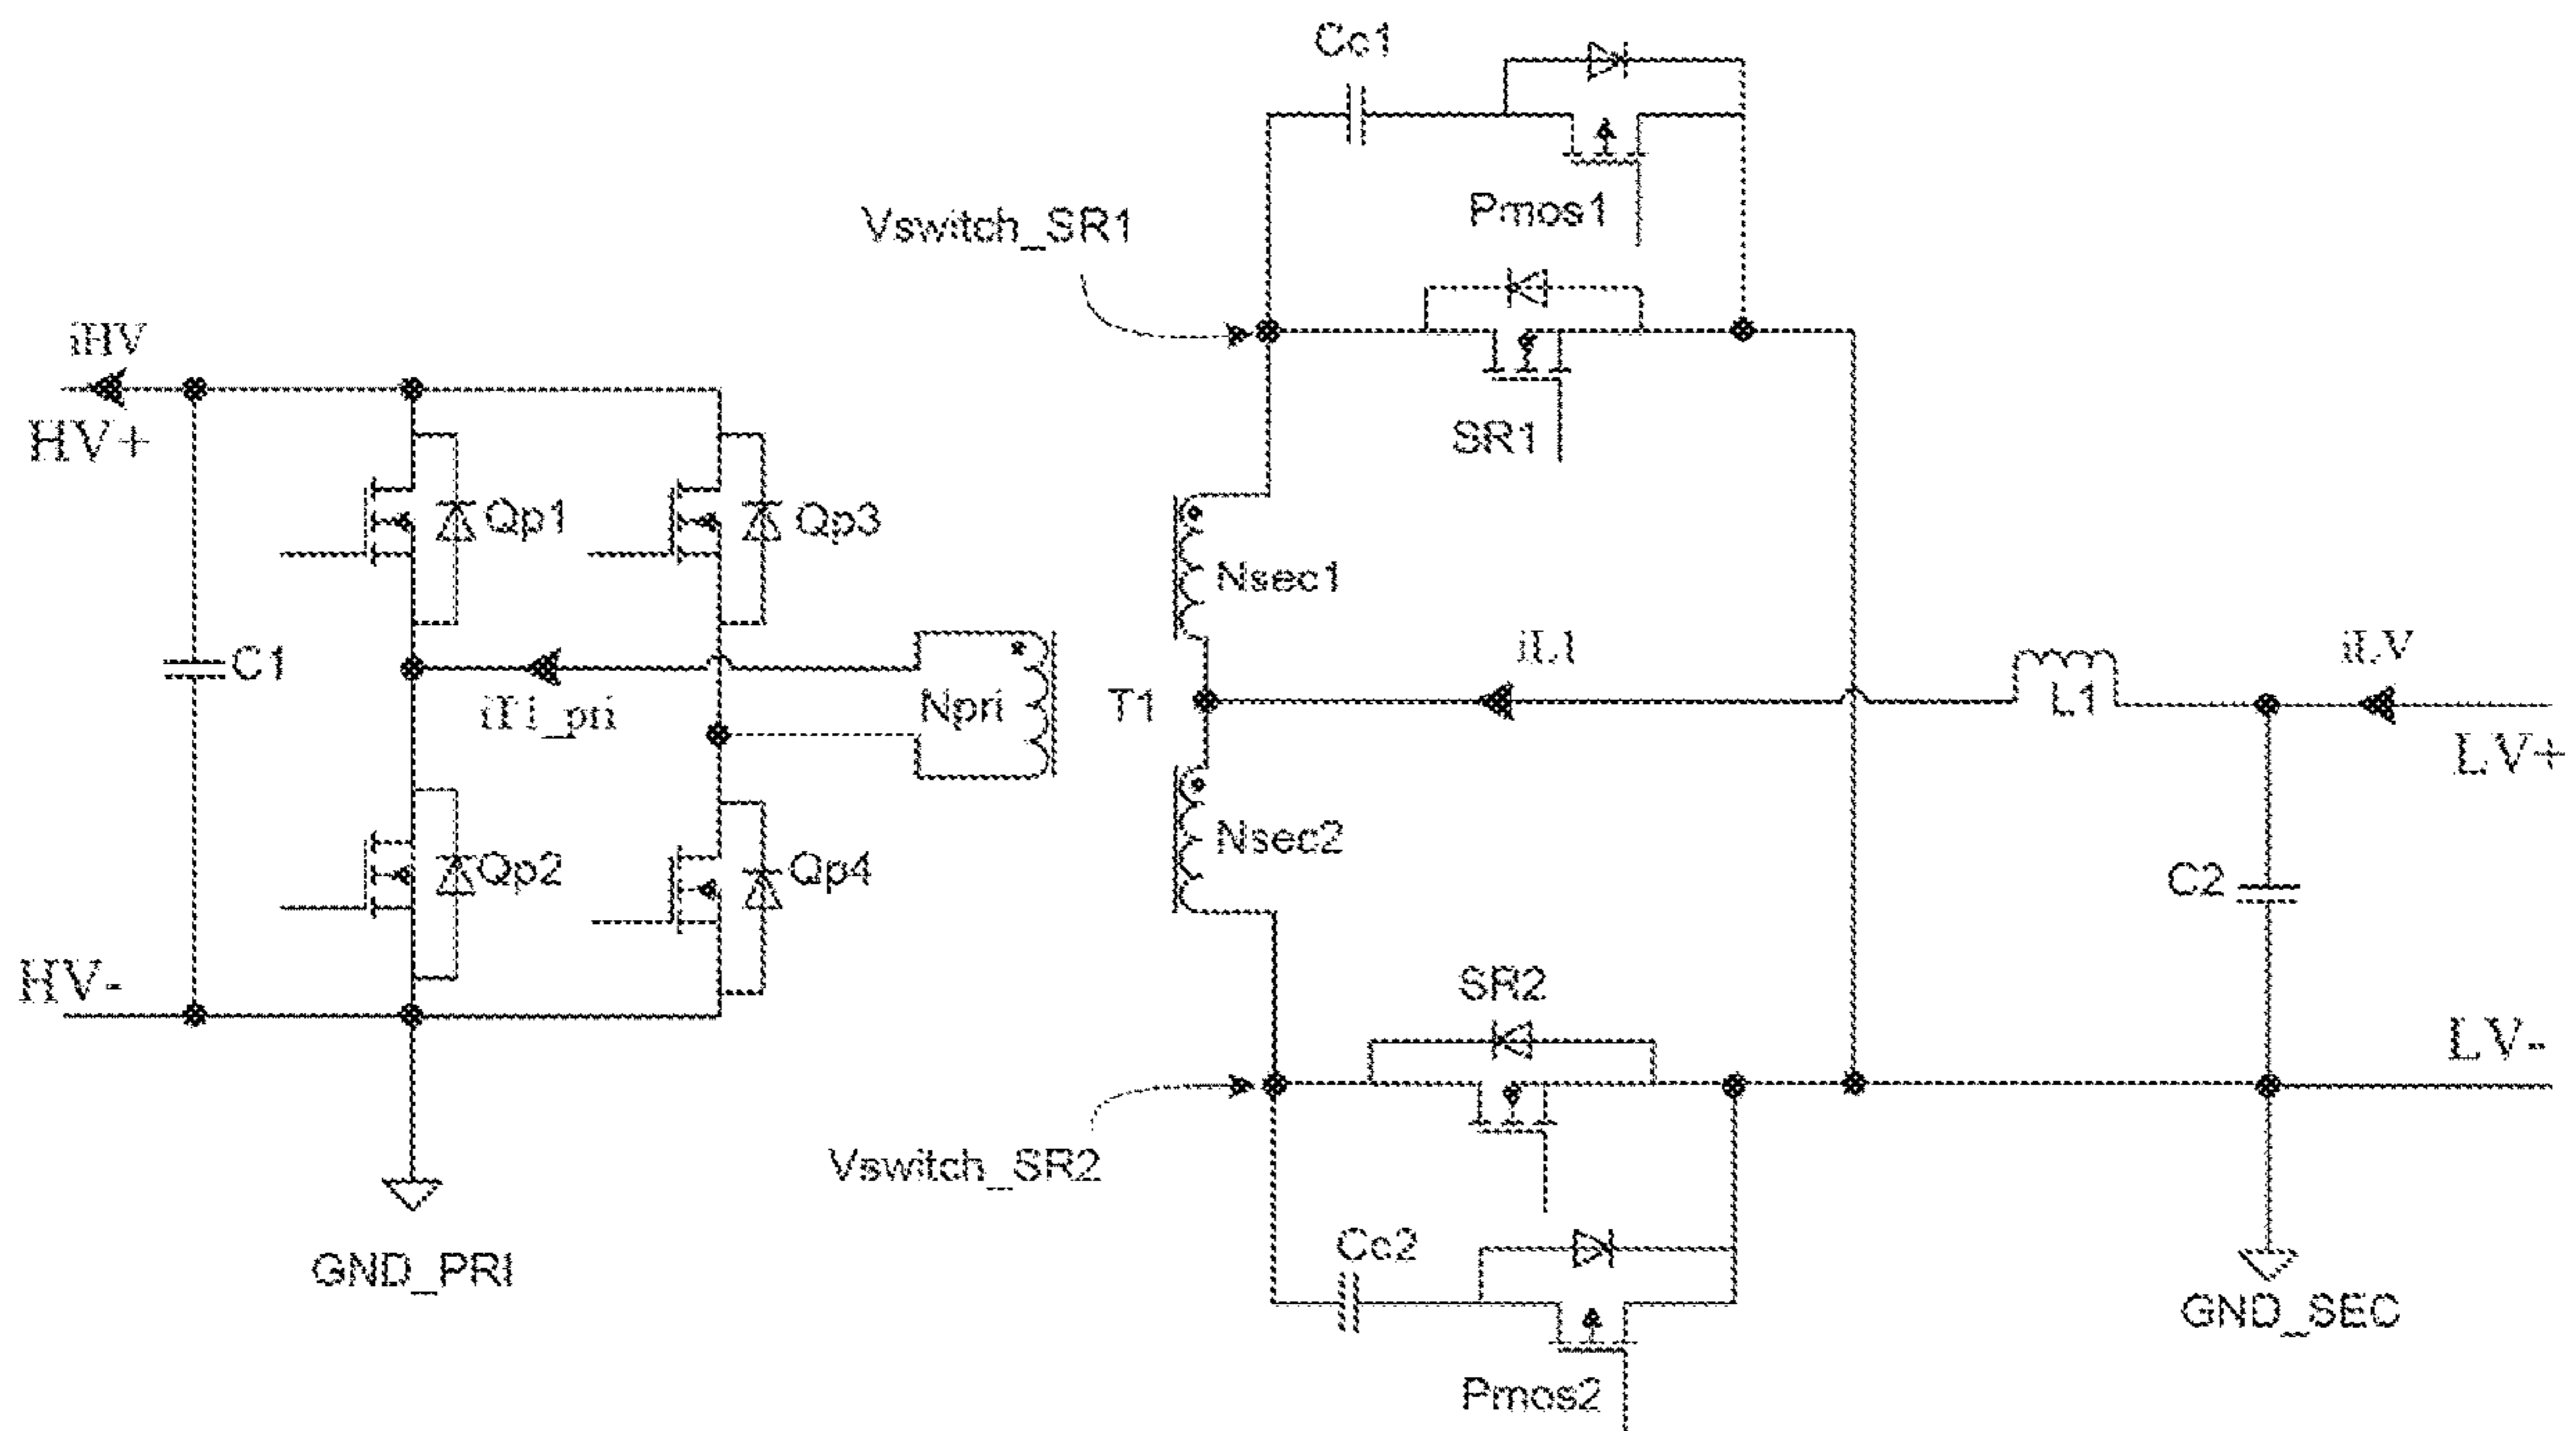 Cc1
Pmos1
Vswitch_SR1
SR1
iHV
HV+
Qp1
Qp3
Nsec1
C1
iT1_pri
Npri
T1
iL1
L1
iLV
LV+
Nsec2
Qp2
Qp4
C2
HV-
SR2
LV-
Vswitch_SR2
Cc2
GND_PRI
GND_SEC
Pmos2